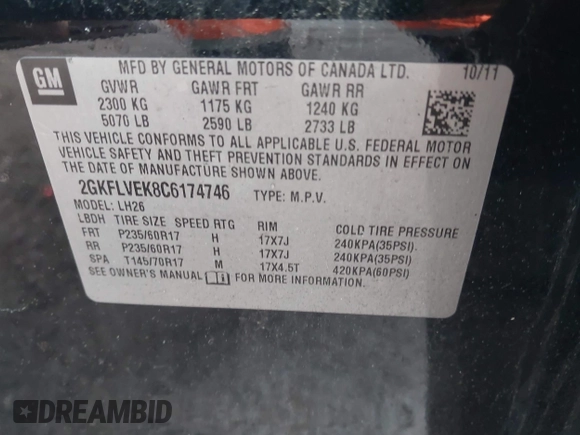 GM
MFD BY GENERAL MOTORS OF CANADA LTD. 10/11
GVWR GAWR FRT GAWR RR
2300 KG 1175 KG 1240 KG
5070 LB 2590 LB 2733 LB
THIS VEHICLE CONFORMS TO ALL APPLICABLE U.S. FEDERAL MOTOR
VEHICLE SAFETY AND THEFT PREVENTION STANDARDS IN EFFECT ON
THE DATE OF MANUFACTURE SHOWN ABOVE.
2GKFLVEK8C6174746 TYPE: M.P.V.
MODEL: LH26
LBDH TIRE SIZE SPEED RTG RIM COLD TIRE PRESSURE
FRT P235/60R17 H 17X7J 240KPA(35PSI)
RR P235/60R17 H 17X7J 240KPA(35PSI)
SPA T145/70R17 M 17X4.5T 420KPA(60PSI)
SEE OWNER'S MANUAL FOR MORE INFORMATION.
DREAMBID